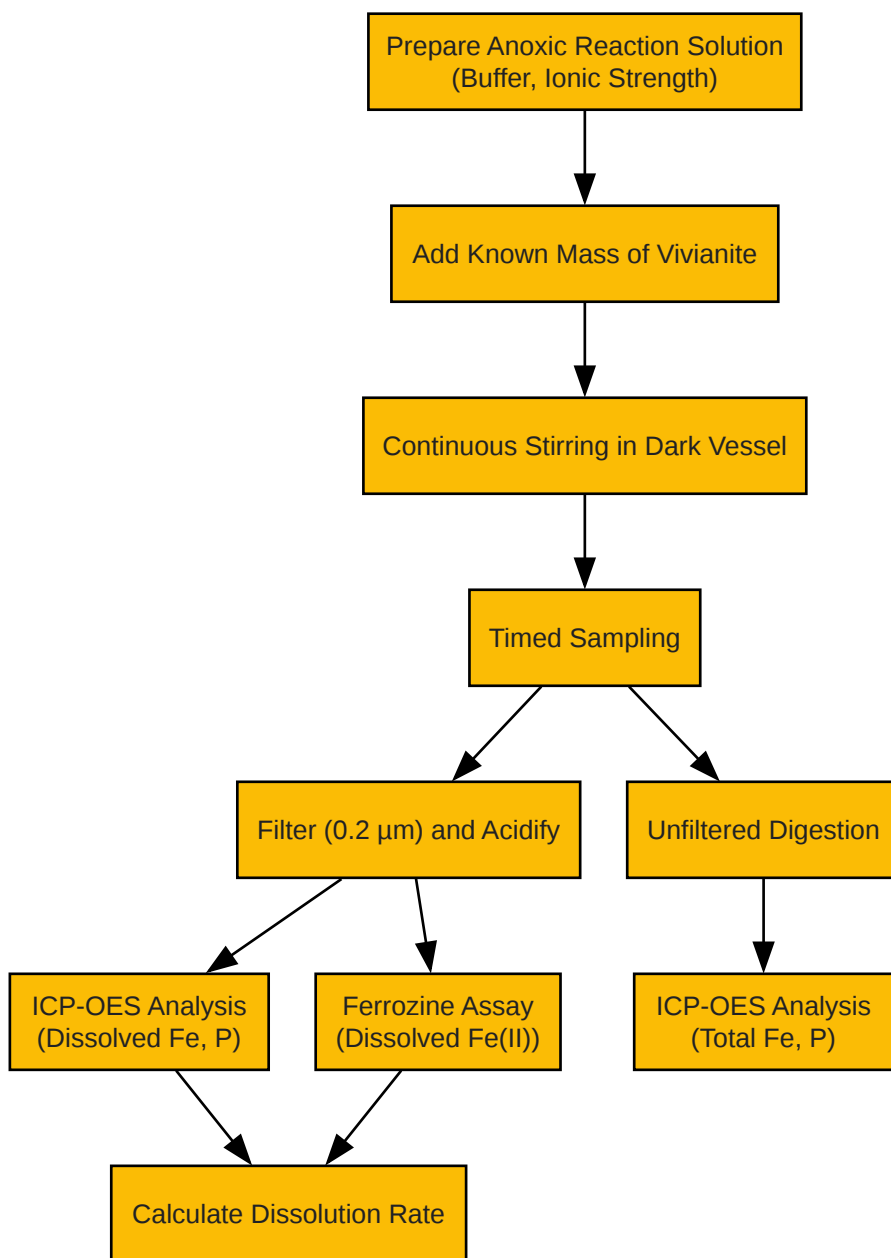 Prepare Anoxic Reaction Solution
(Buffer, Ionic Strength)
Add Known Mass of Vivianite
Continuous Stirring in Dark Vessel
Timed Sampling
Filter (0.2 µm) and Acidify
Unfiltered Digestion
ICP-OES Analysis
(Dissolved Fe, P)
Ferrozine Assay
(Dissolved Fe(II))
ICP-OES Analysis
(Total Fe, P)
Calculate Dissolution Rate